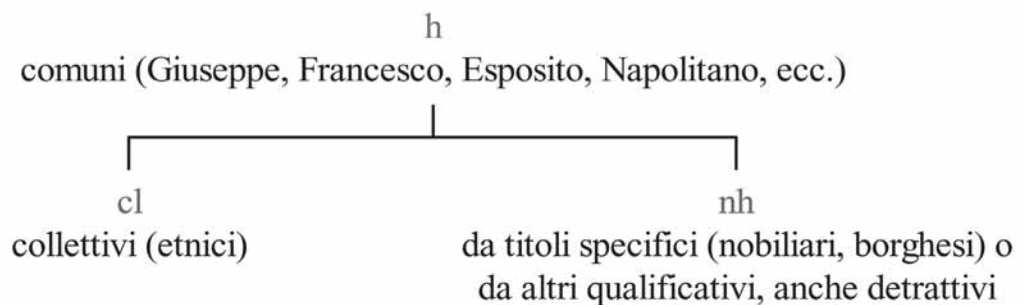 h
comuni (Giuseppe, Francesco, Esposito, Napolitano, ecc.)
cl
collettivi (etnici)
nh
da titoli specifici (nobiliari, borghesi) o
da altri qualificativi, anche detrattivi